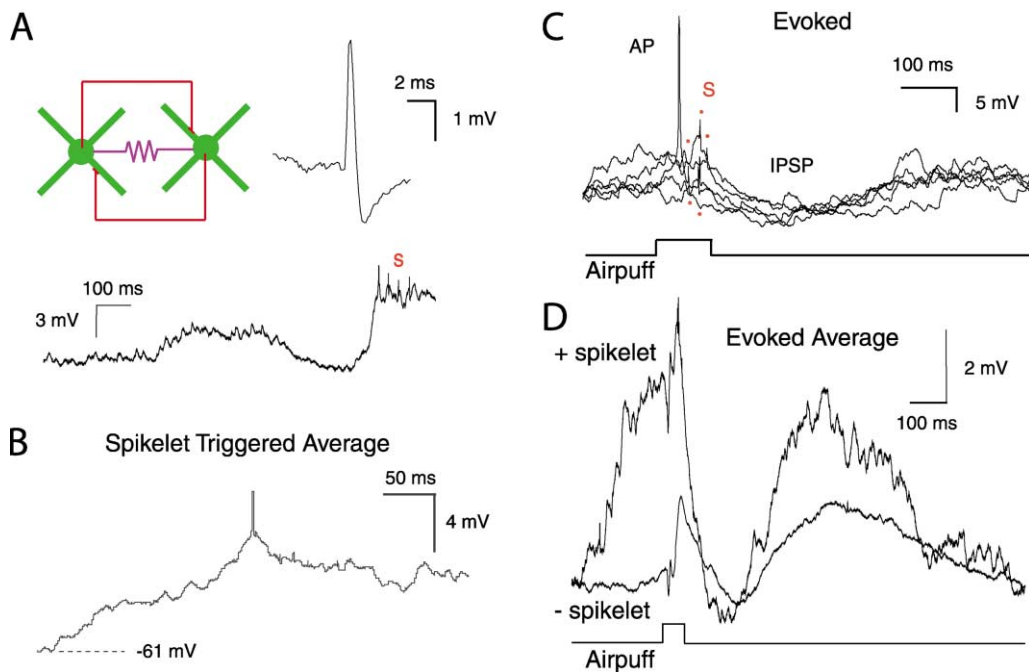 A
2 ms
1 mV
100 ms
3 mV
S
B
Spikelet Triggered Average
50 ms
4 mV
-61 mV
C
Evoked
AP
100 ms
5 mV
S
IPSP
Airpuff
D
Evoked Average
+ spikelet
2 mV
100 ms
- spikelet
Airpuff